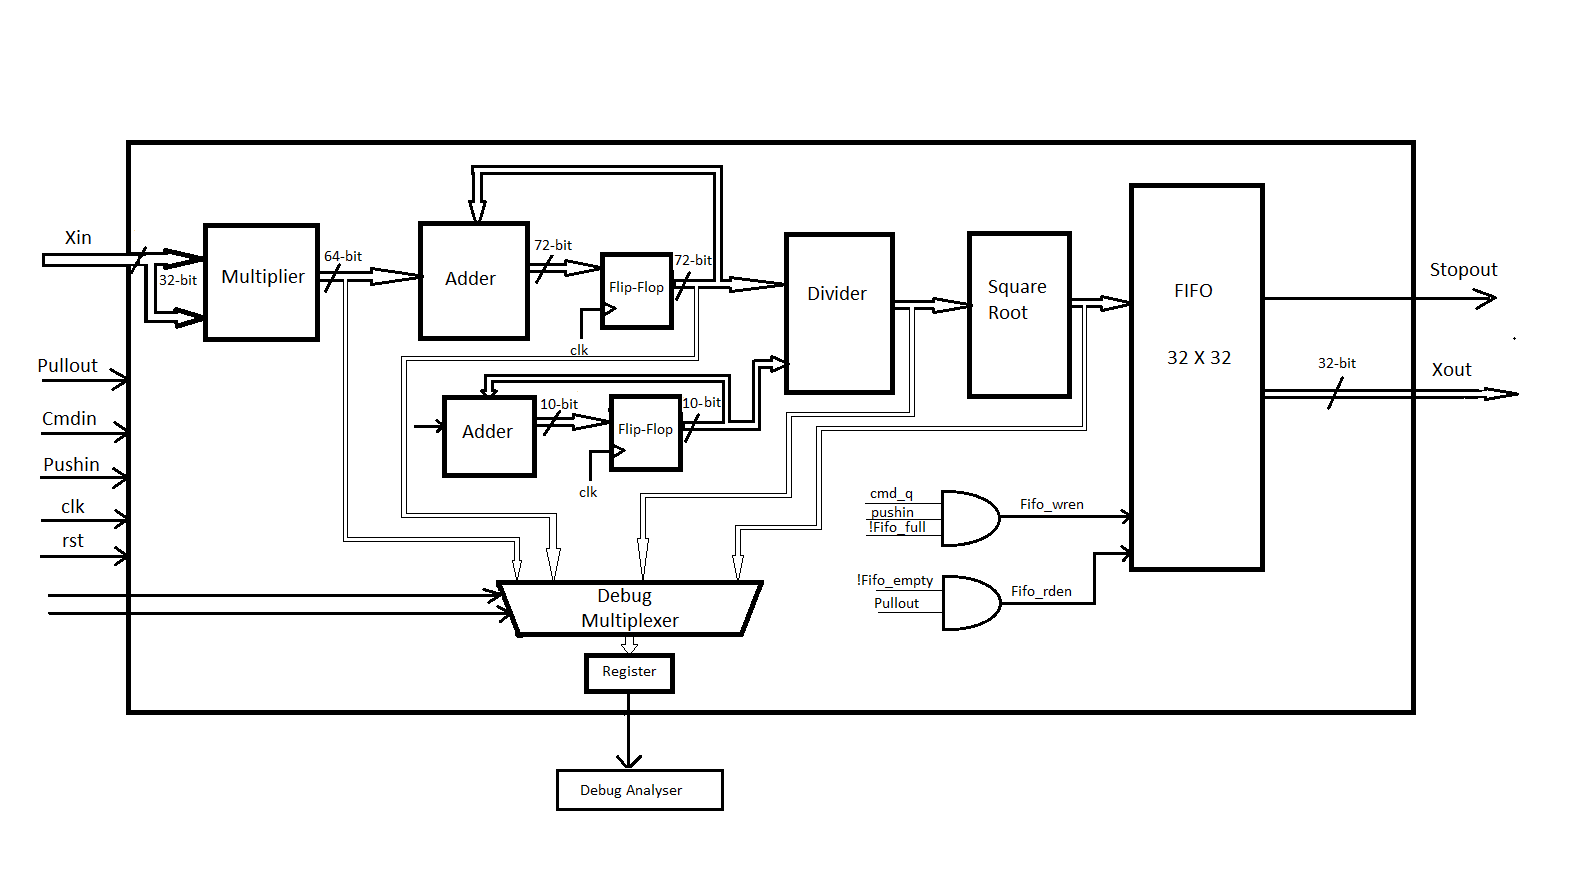 Xin
32-bit
Multiplier
64-bit
Adder
72-bit
Flip-Flop
clk
72-bit
Divider
Square
Root
FIFO
32 X 32
Stopout
32-bit
Xout
Pullout
Cmdin
Pushin
clk
rst
Adder
10-bit
Flip-Flop
clk
10-bit
cmd_q
pushin
!Fifo_full
Fifo_wren
!Fifo_empty
Pullout
Fifo_rden
Debug
Multiplexer
Register
Debug Analyser